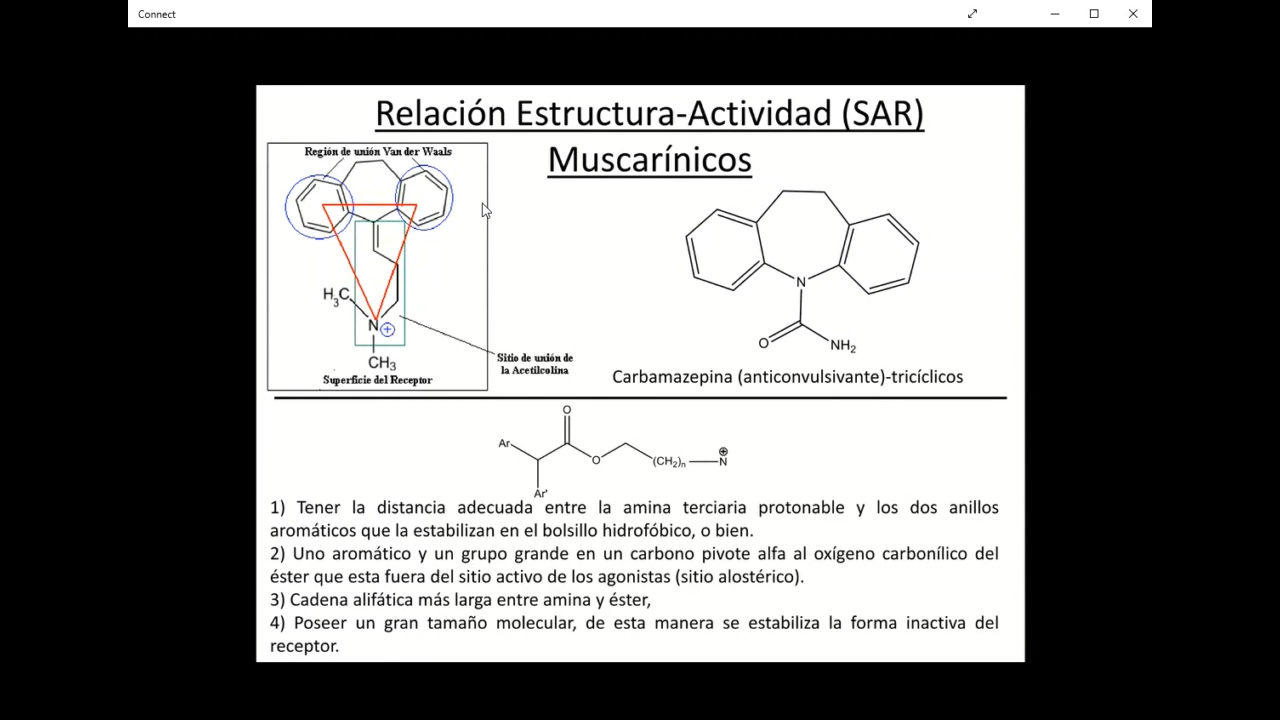 Connect
Relación Estructura-Actividad (SAR)
Muscarínicos
Región de unión Van der Waals
H3C
N
+
CH3
Superficie del Receptor
Sitio de unión de
la Acetilcolina
N
O
NH2
Carbamazepina (anticonvulsivante)-tricíclicos
O
Ar
O
(CH2)n
N
⊕
Ar'
1) Tener la distancia adecuada entre la amina terciaria protonable y los dos anillos
aromáticos que la estabilizan en el bolsillo hidrofóbico, o bien.
2) Uno aromático y un grupo grande en un carbono pivote alfa al oxígeno carbonílico del
éster que esta fuera del sitio activo de los agonistas (sitio alostérico).
3) Cadena alifática más larga entre amina y éster,
4) Poseer un gran tamaño molecular, de esta manera se estabiliza la forma inactiva del
receptor.